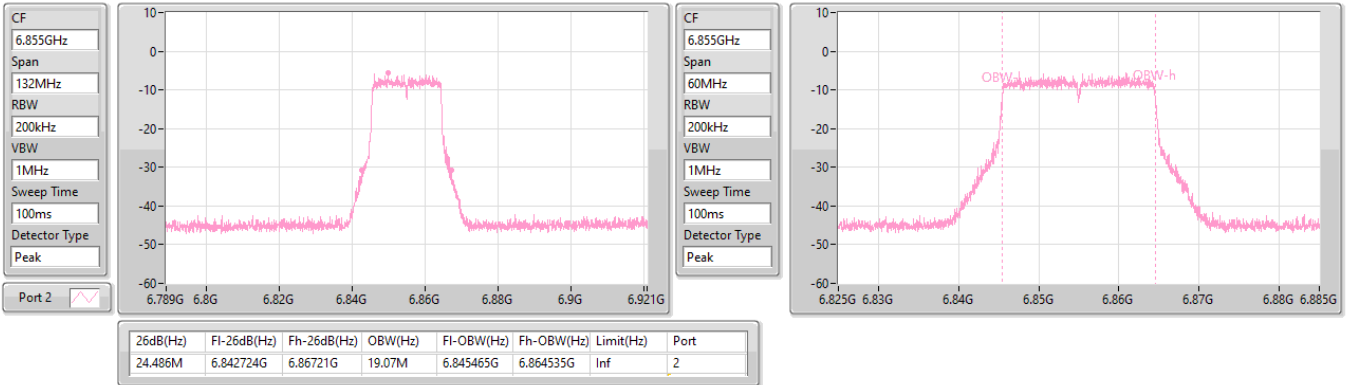 CF
6.855GHz
Span
132MHz
RBW
200kHz
VBW
1MHz
Sweep Time
100ms
Detector Type
Peak
Port 2
10
0
-10
-20
-30
-40
-50
-60
6.789G 6.8G 6.82G 6.84G 6.86G 6.88G 6.9G 6.921G
CF
6.855GHz
Span
60MHz
RBW
200kHz
VBW
1MHz
Sweep Time
100ms
Detector Type
Peak
10
0
-10
-20
-30
-40
-50
-60
OBW-h
6.825G 6.83G 6.84G 6.85G 6.86G 6.87G 6.88G 6.885G
26dB(Hz) Fl-26dB(Hz) Fh-26dB(Hz) OBW(Hz) Fl-OBW(Hz) Fh-OBW(Hz) Limit(Hz) Port
24.486M 6.842724G 6.86721G 19.07M 6.845465G 6.864535G Inf 2